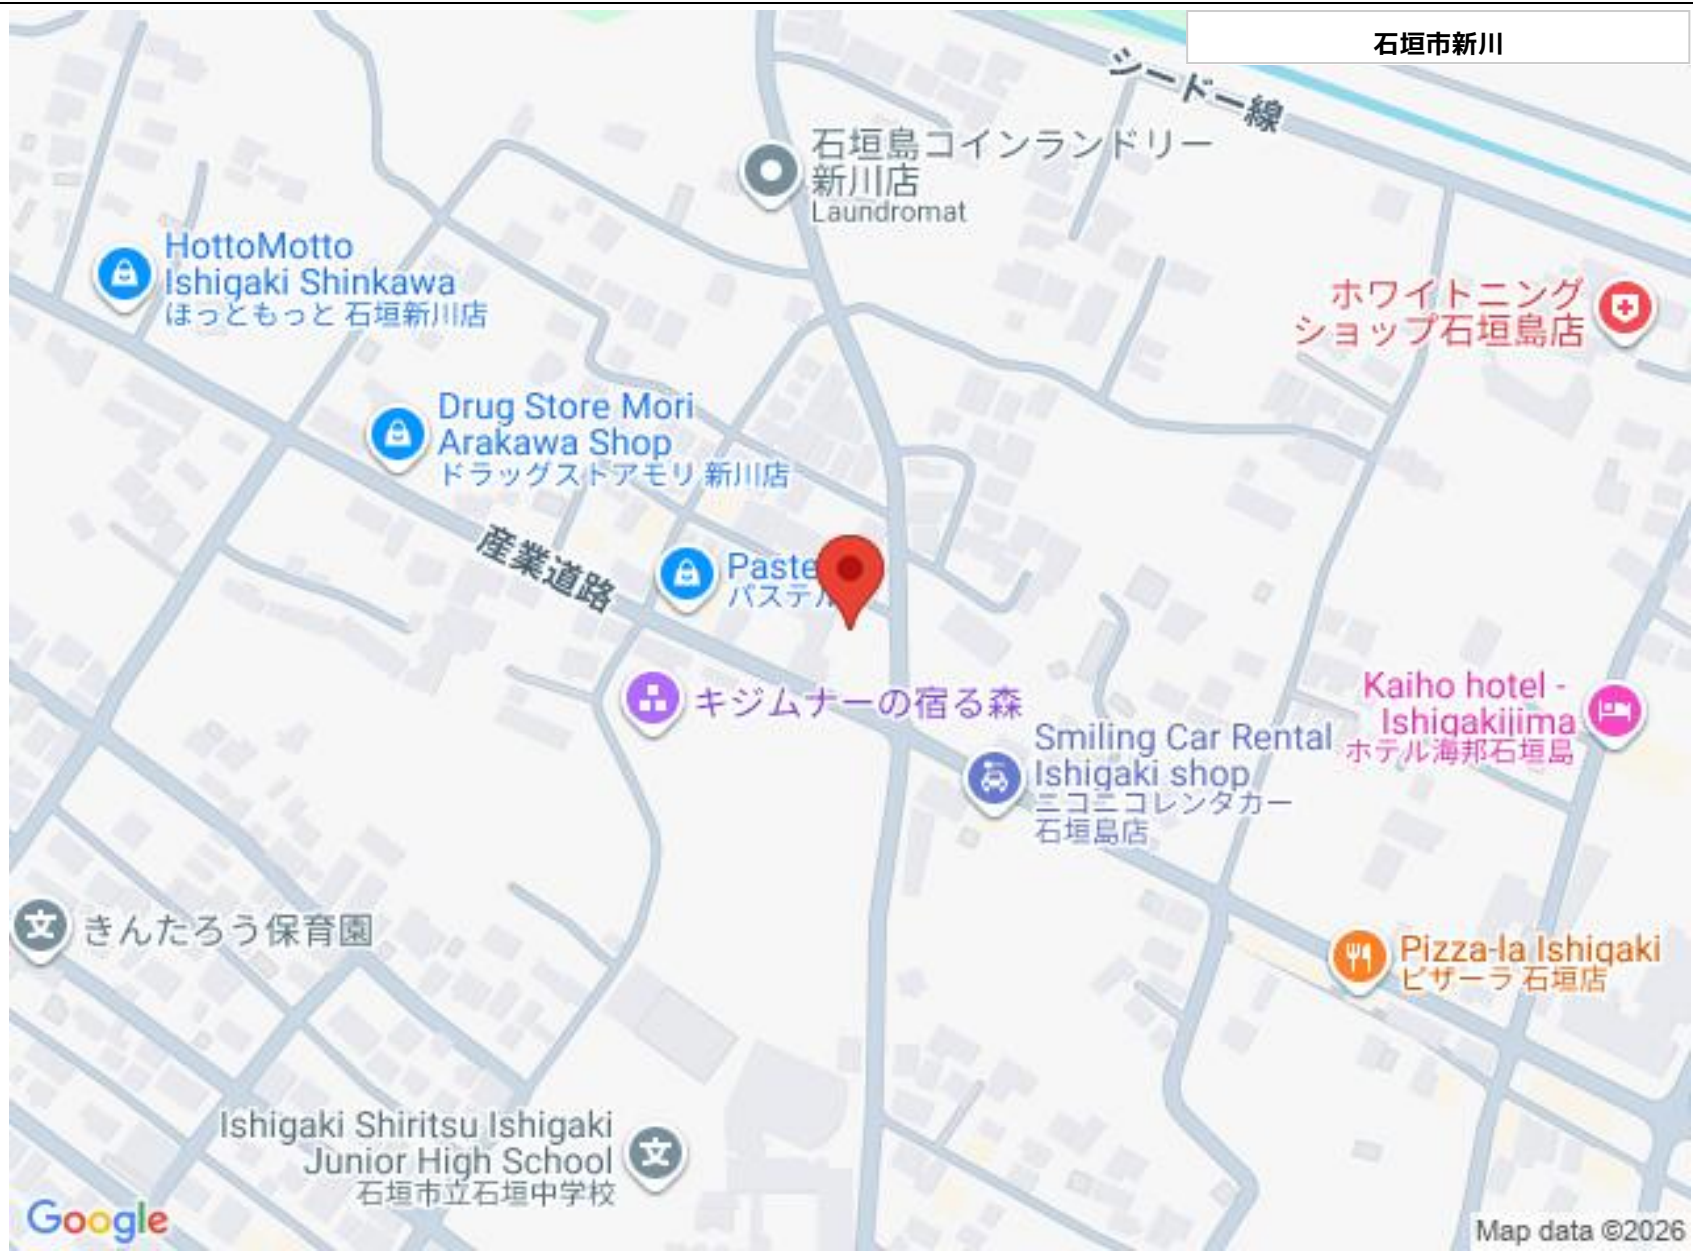 石垣市新川
シードー線
石垣島コインランドリー
新川店
Laundromat
HottoMotto
Ishigaki Shinkawa
ほっともっと 石垣新川店
ホワイトニング
ショップ石垣島店
Drug Store Mori
Arakawa Shop
ドラッグストアモリ 新川店
産業道路
Paste
パステル
キジムナーの宿る森
Kaiho hotel -
Ishigakijima
ホテル海邦石垣島
Smiling Car Rental
Ishigaki shop
ニコニコレンタカー
石垣島店
きんたろう保育園
Pizza-la Ishigaki
ピザーラ 石垣店
Ishigaki Shiritsu Ishigaki
Junior High School
石垣市立石垣中学校
Google
Map data ©2026